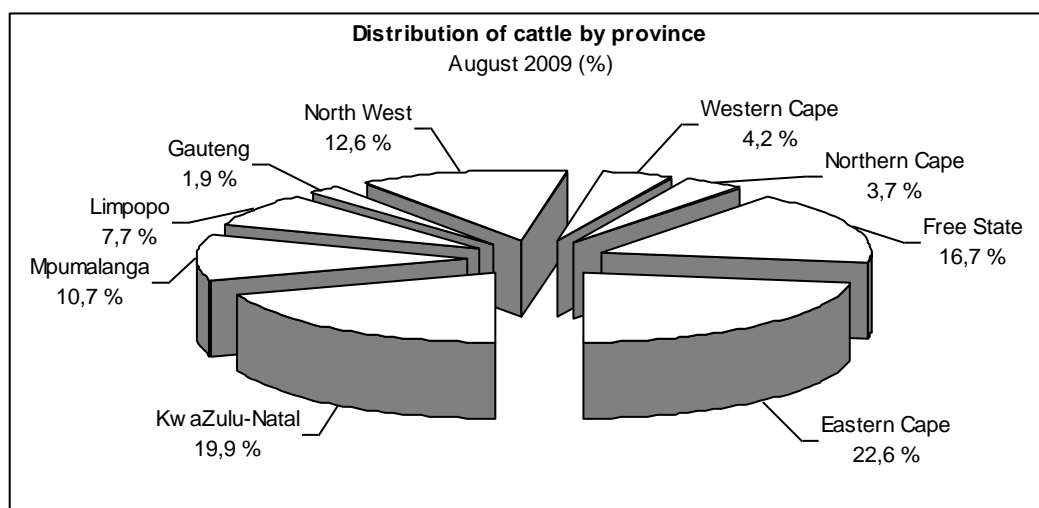 Distribution of cattle by province
August 2009 (%)
North West
12,6 %
Western Cape
4,2 %
Gauteng
1,9 %
Northern Cape
3,7 %
Limpopo
7,7 %
Free State
16,7 %
Mpumalanga
10,7 %
KwaZulu-Natal
19,9 %
Eastern Cape
22,6 %